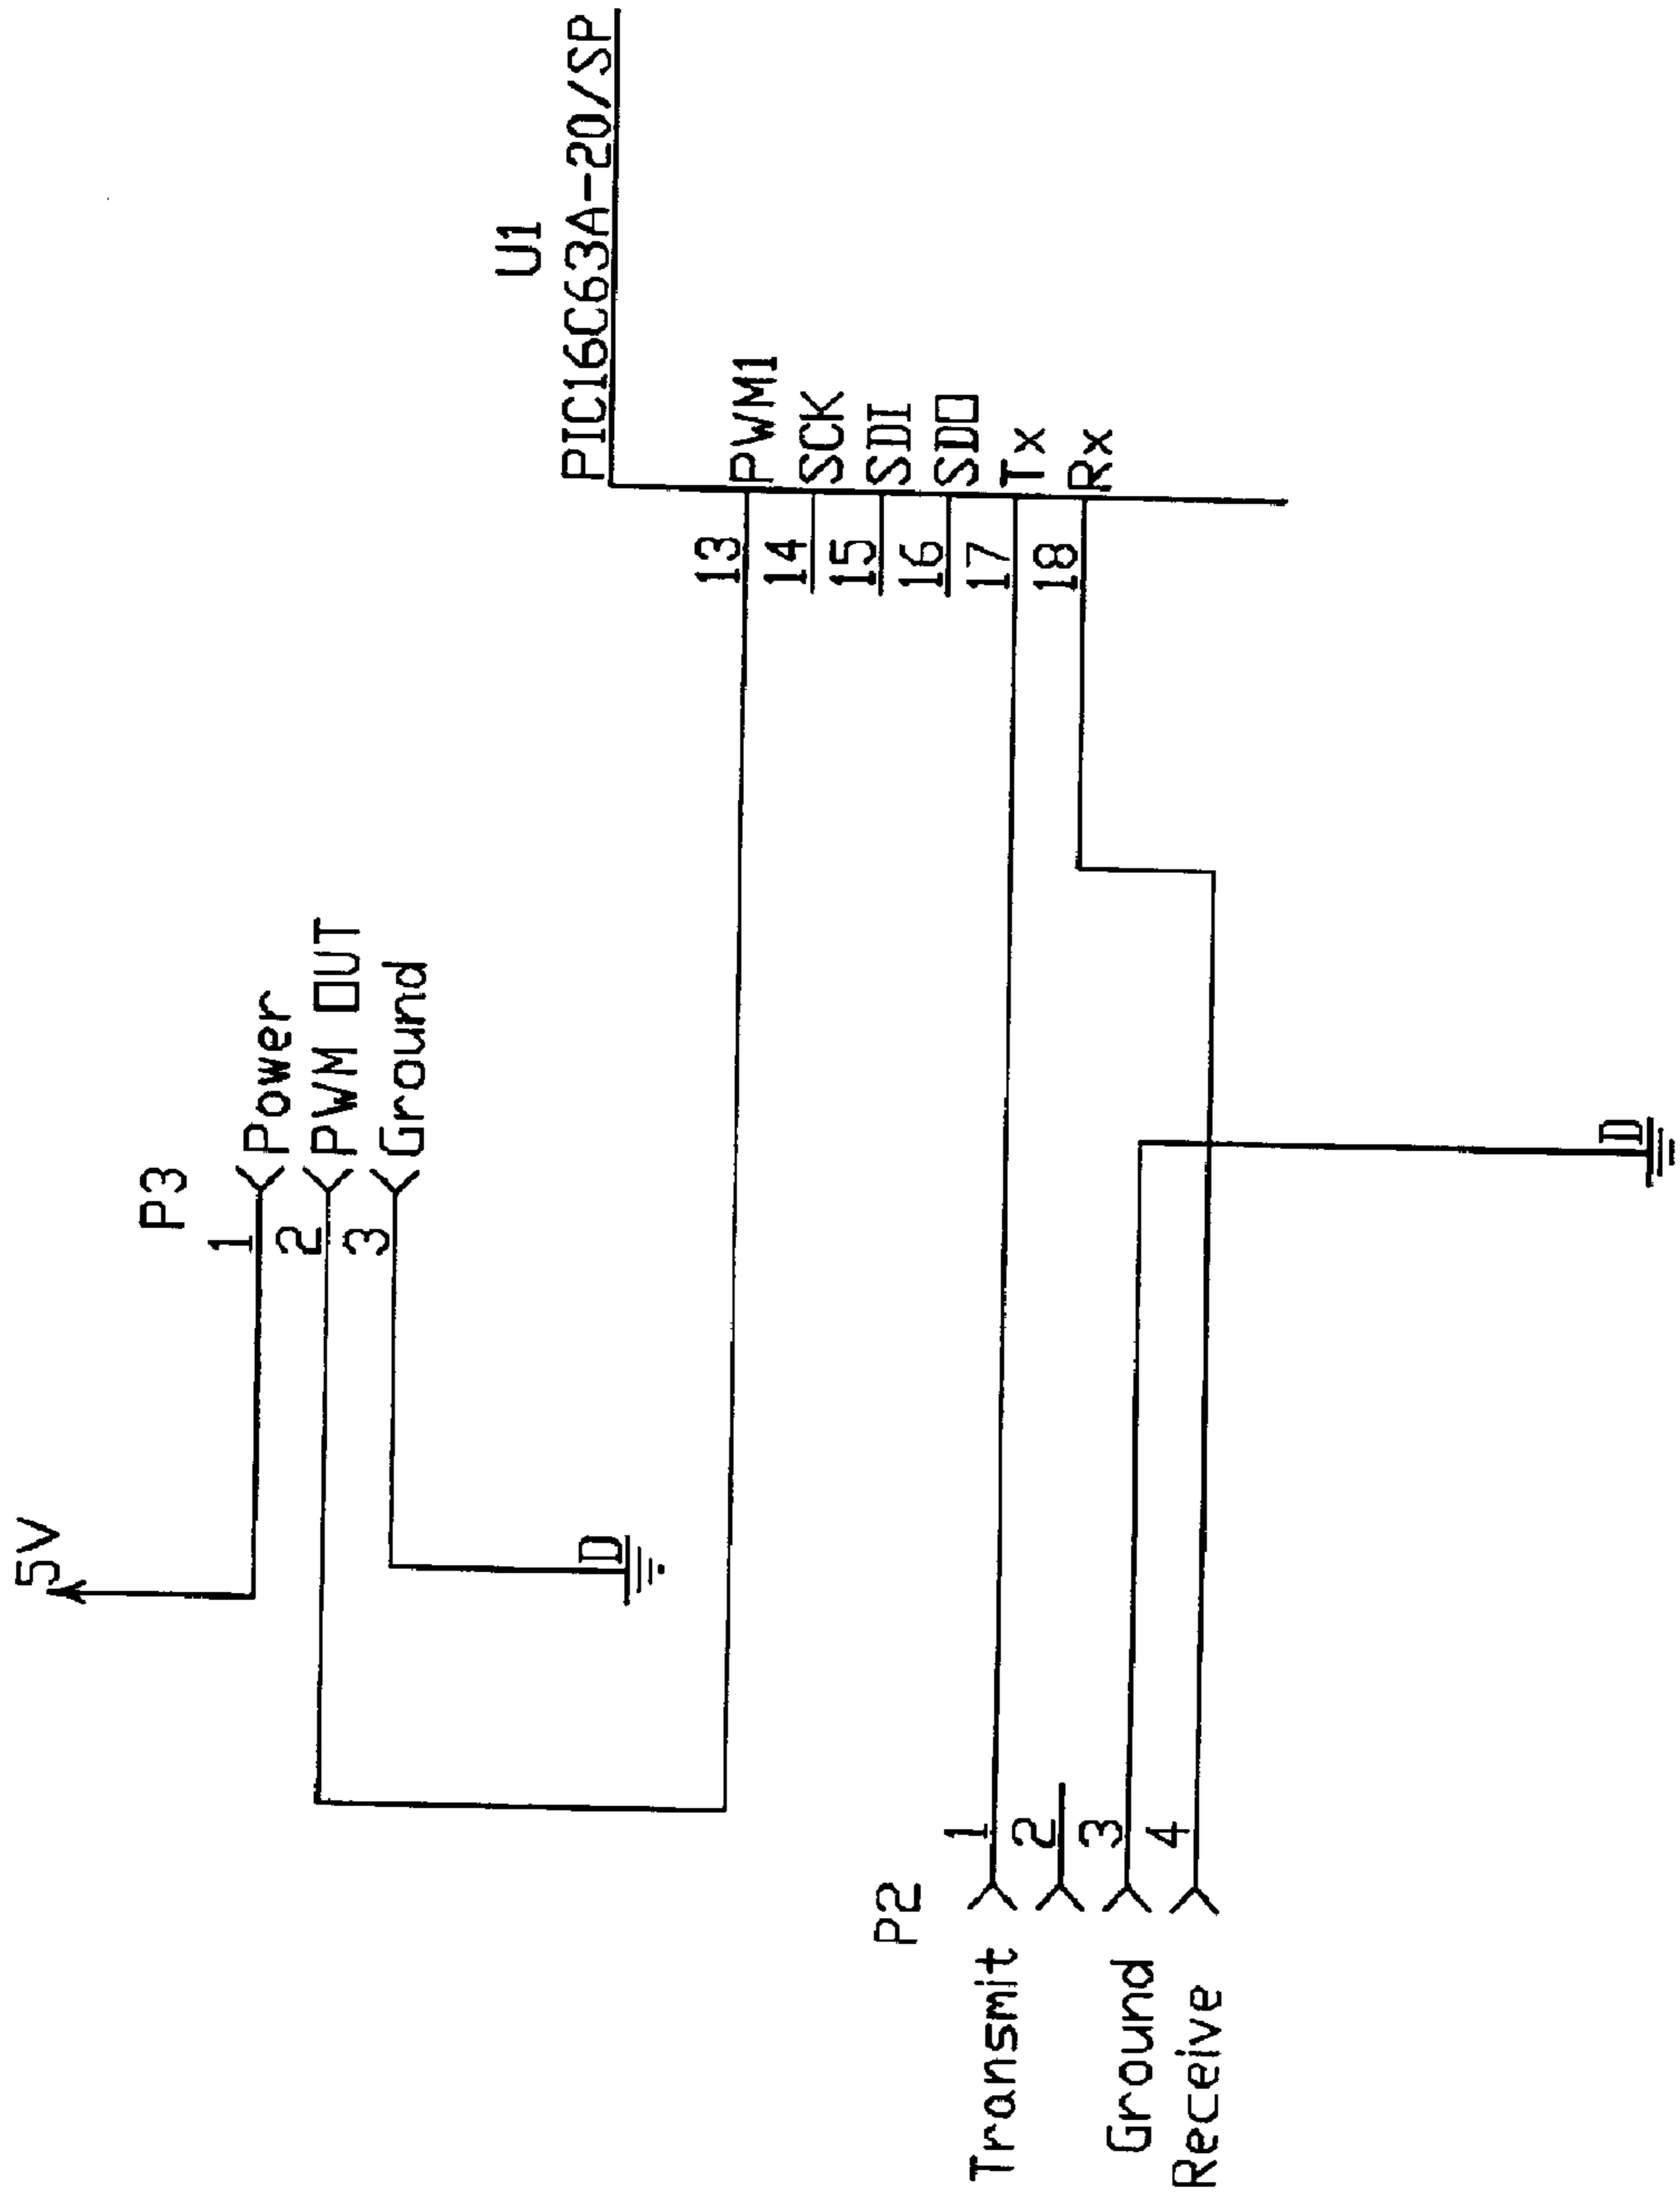 5V
P3
1 Power
2 PWM OUT
3 Ground
D
U1
PIC16C63A-20/SP
13 PWM1
14 SCK
15 SDI
16 SDO
17 Tx
18 Rx
P2
Transmit 1
2
Ground 3
Receive 4
D